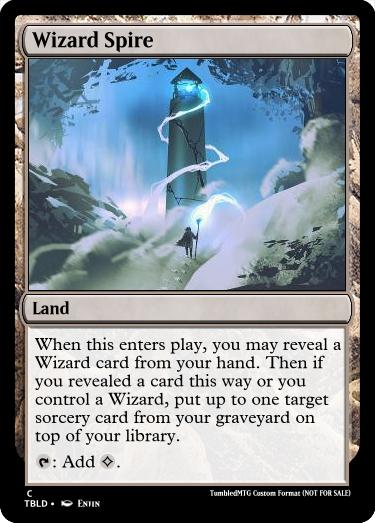 Wizard Spire
Land
When this enters play, you may reveal a
Wizard card from your hand. Then if
you revealed a card this way or you
control a Wizard, put up to one target
sorcery card from your graveyard on
top of your library.
: Add .
C
TBLD • Entin
TumbledMTG Custom Format (NOT FOR SALE)